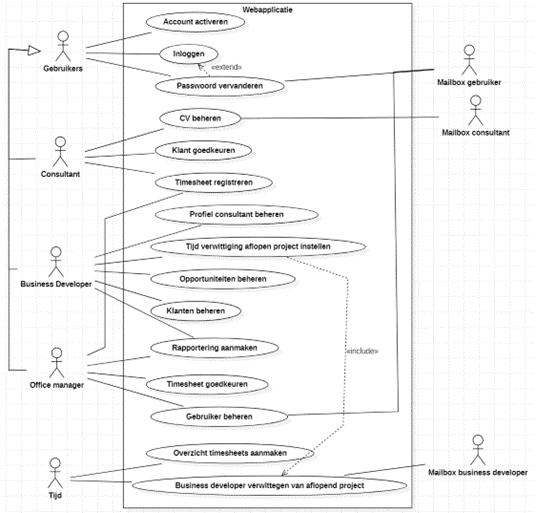 Webapplicatie
Account activeren
Inloggen
«extend»
Passwoord vervanderen
Gebruikers
Mailbox gebruiker
CV beheren
Mailbox consultant
Klant goedkeuren
Consultant
Timesheet registreren
Profiel consultant beheren
Tijd verwittiging aflopen project instellen
Opportuniteiten beheren
Business Developer
Klanten beheren
Rapportering aanmaken
«include»
Timesheet goedkeuren
Office manager
Gebruiker beheren
Overzicht timesheets aanmaken
Mailbox business developer
Business developer verwittegen van aflopend project
Tijd